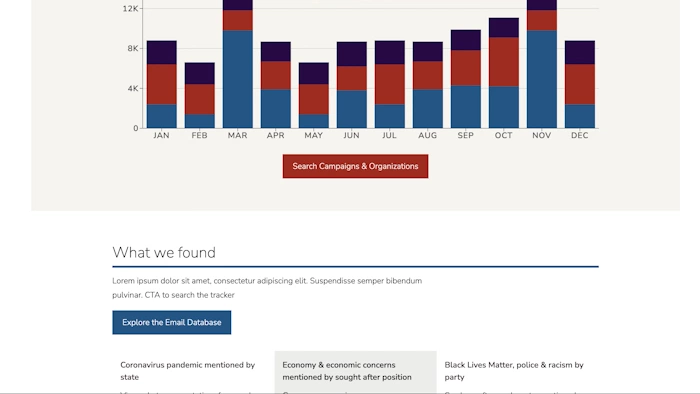 12K
8K
4K
0
JAN FEB MAR APR MAY JUN JUL AUG SEP OCT NOV DEC
Search Campaigns & Organizations
What we found
Lorem ipsum dolor sit amet, consectetur adipiscing elit. Suspendisse semper bibendum
pulvinar. CTA to search the tracker
Explore the Email Database
Coronavirus pandemic mentioned by
state
Economy & economic concerns
mentioned by sought after position
Black Lives Matter, police & racism by
party